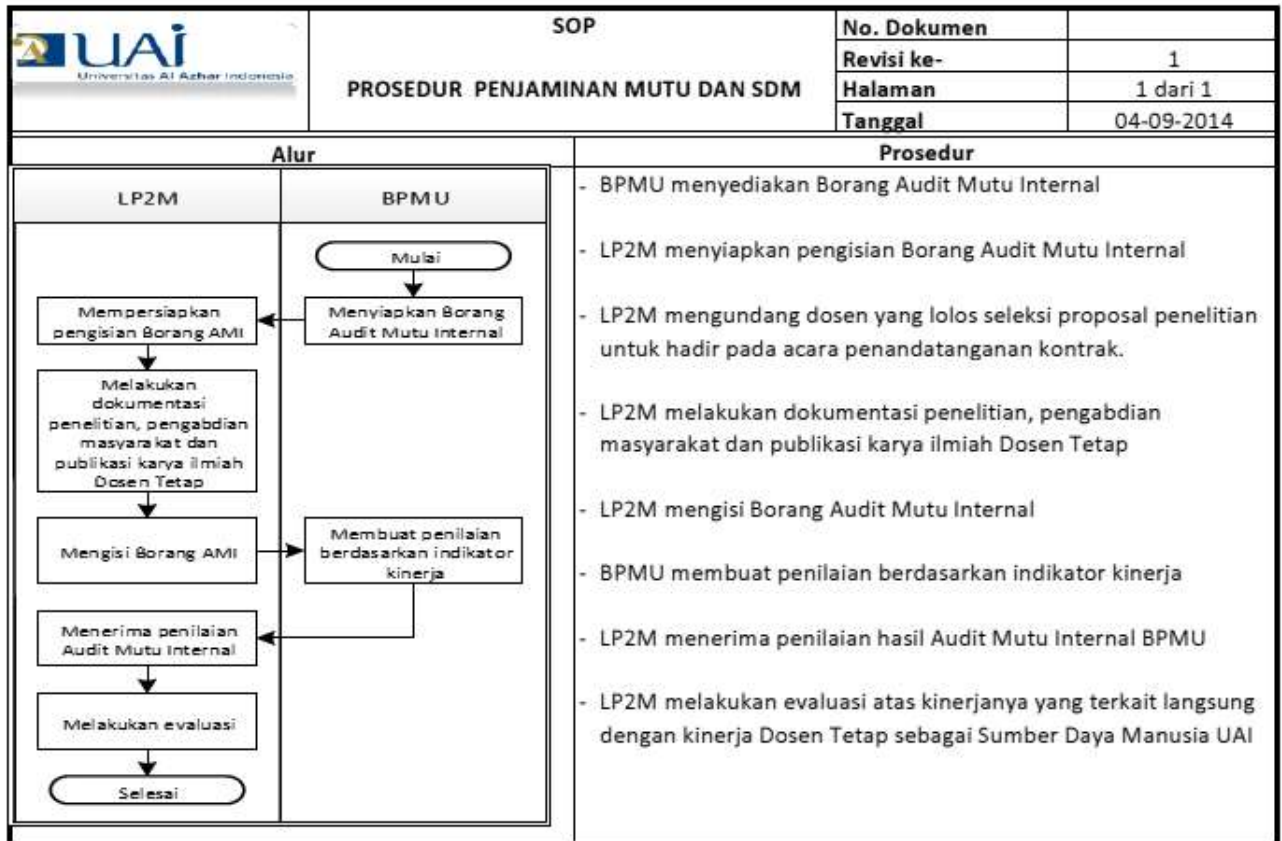 UAI
Universitas Al Azhar Indonesia
SOP
PROSEDUR PENJAMINAN MUTU DAN SDM
No. Dokumen
Revisi ke- 1
Halaman 1 dari 1
Tanggal 04-09-2014
Alur
LP2M
BPMU
Mulai
Menyiapkan Borang
Audit Mutu Internal
Mempersiapkan
pengisian Borang AMI
Melakukan
dokumentasi
penelitian, pengabdian
masyarakat dan
publikasi karya ilmiah
Dosen Tetap
Mengisi Borang AMI
Membuat penilaian
berdasarkan indikator
kinerja
Menerima penilaian
Audit Mutu Internal
Melakukan evaluasi
Selesai
Prosedur
- BPMU menyediakan Borang Audit Mutu Internal
- LP2M menyiapkan pengisian Borang Audit Mutu Internal
- LP2M mengundang dosen yang lolos seleksi proposal penelitian
untuk hadir pada acara penandatanganan kontrak.
- LP2M melakukan dokumentasi penelitian, pengabdian
masyarakat dan publikasi karya ilmiah Dosen Tetap
- LP2M mengisi Borang Audit Mutu Internal
- BPMU membuat penilaian berdasarkan indikator kinerja
- LP2M menerima penilaian hasil Audit Mutu Internal BPMU
- LP2M melakukan evaluasi atas kinerjanya yang terkait langsung
dengan kinerja Dosen Tetap sebagai Sumber Daya Manusia UAI